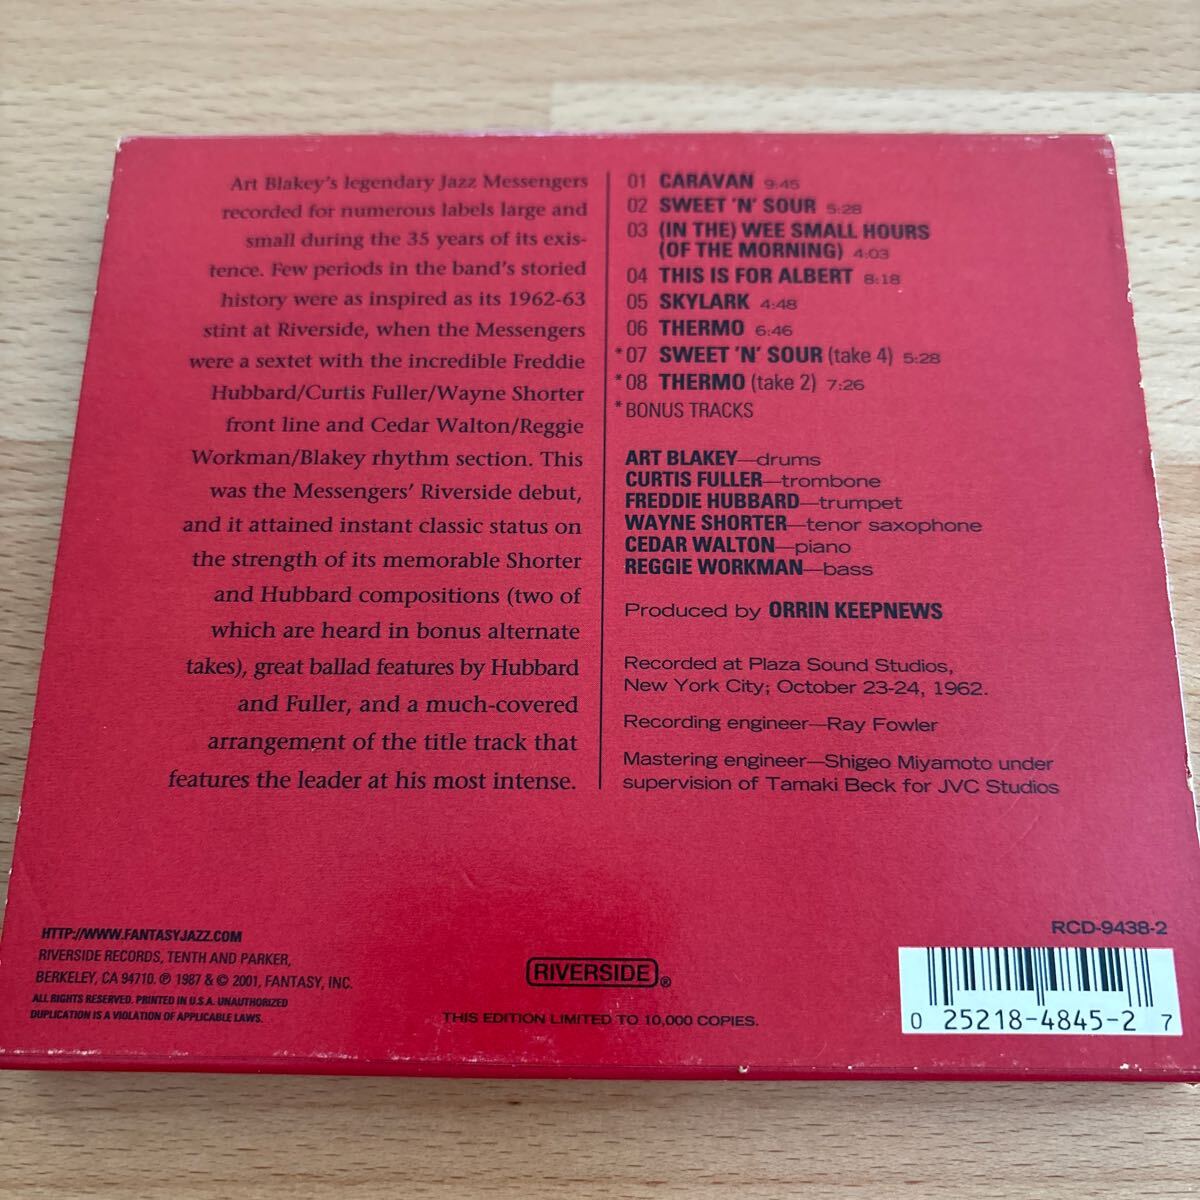 Art Blakey's legendary Jazz Messengers
recorded for numerous labels large and
small during the 35 years of its exis-
tence. Few periods in the band's storied
history were as inspired as its 1962-63
stint at Riverside, when the Messengers
were a sextet with the incredible Freddie
Hubbard/Curtis Fuller/Wayne Shorter
front line and Cedar Walton/Reggie
Workman/Blakey rhythm section. This
was the Messengers' Riverside debut,
and it attained instant classic status on
the strength of its memorable Shorter
and Hubbard compositions (two of
which are heard in bonus alternate
takes), great ballad features by Hubbard
and Fuller, and a much-covered
arrangement of the title track that
features the leader at his most intense.
01 CARAVAN 9:45
02 SWEET 'N' SOUR 5:28
03 (IN THE) WEE SMALL HOURS
(OF THE MORNING) 4:03
04 THIS IS FOR ALBERT 8:18
05 SKYLARK 4:48
06 THERMO 6:46
*07 SWEET 'N' SOUR (take 4) 5:28
*08 THERMO (take 2) 7:26
*BONUS TRACKS
ART BLAKEY—drums
CURTIS FULLER—trombone
FREDDIE HUBBARD—trumpet
WAYNE SHORTER—tenor saxophone
CEDAR WALTON—piano
REGGIE WORKMAN—bass
Produced by ORRIN KEEPNEWS
Recorded at Plaza Sound Studios,
New York City; October 23-24, 1962.
Recording engineer—Ray Fowler
Mastering engineer—Shigeo Miyamoto under
supervision of Tamaki Beck for JVC Studios
HTTP://WWW.FANTASYJAZZ.COM
RIVERSIDE RECORDS, TENTH AND PARKER,
BERKELEY, CA 94710. ℗ 1987 & © 2001, FANTASY, INC.
ALL RIGHTS RESERVED. PRINTED IN U.S.A. UNAUTHORIZED
DUPLICATION IS A VIOLATION OF APPLICABLE LAWS.
RIVERSIDE®
THIS EDITION LIMITED TO 10,000 COPIES.
RCD-9438-2
0 25218-4845-2 7